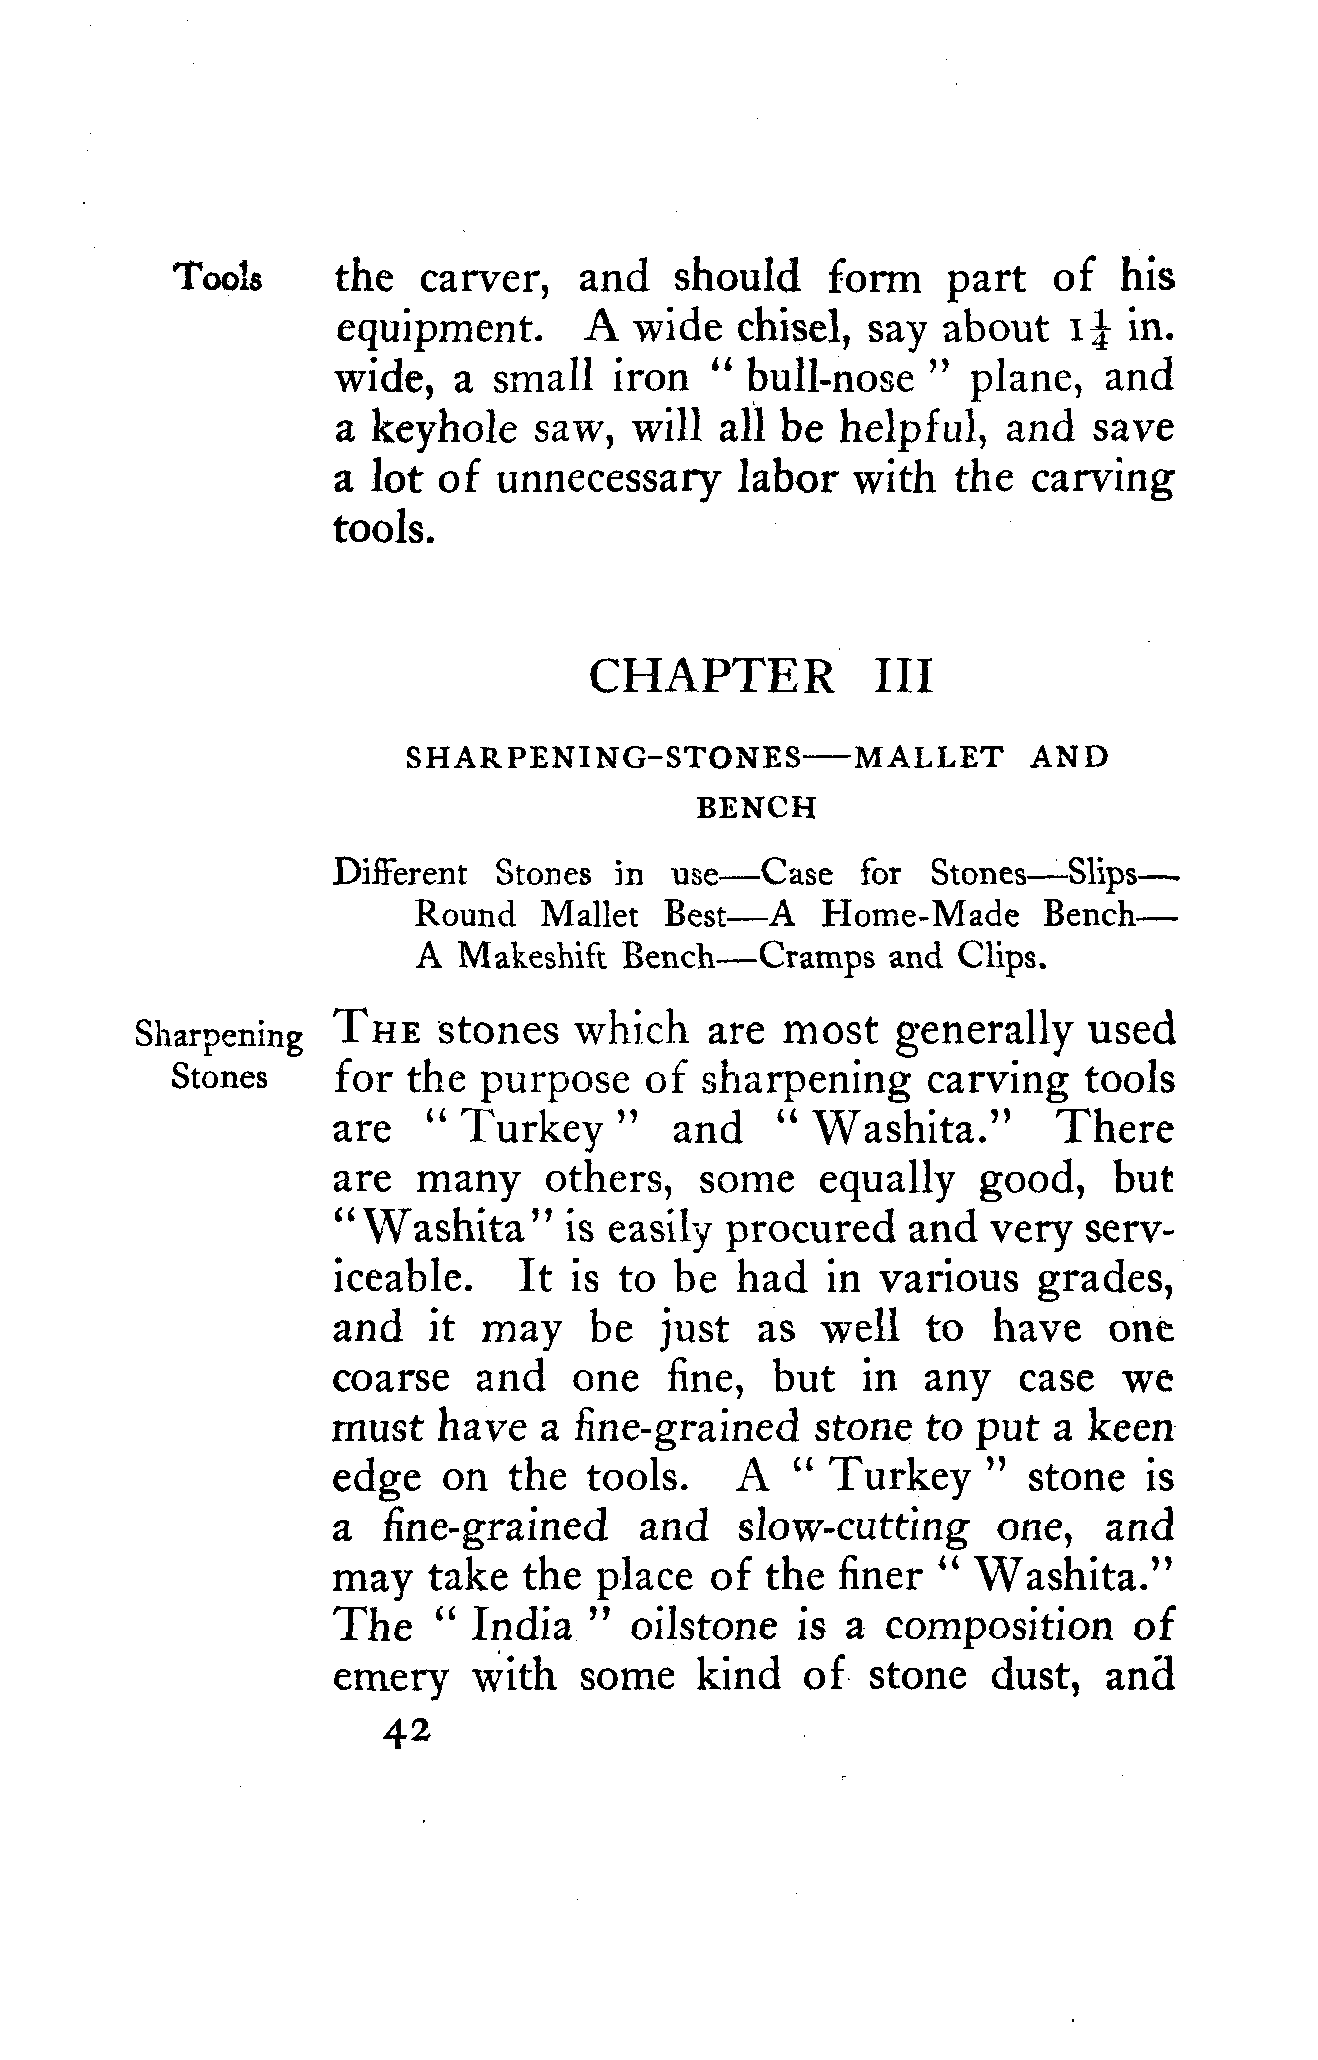 Tools the carver, and should form part of his
equipment. A wide chisel, say about 1¼ in.
wide, a small iron " bull-nose " plane, and
a keyhole saw, will all be helpful, and save
a lot of unnecessary labor with the carving
tools.
CHAPTER III
SHARPENING-STONES—MALLET AND
BENCH
Different Stones in use—Case for Stones—Slips—
Round Mallet Best—A Home-Made Bench—
A Makeshift Bench—Cramps and Clips.
Sharpening THE stones which are most generally used
Stones for the purpose of sharpening carving tools
are " Turkey " and " Washita." There
are many others, some equally good, but
"Washita" is easily procured and very serv-
iceable. It is to be had in various grades,
and it may be just as well to have one
coarse and one fine, but in any case we
must have a fine-grained stone to put a keen
edge on the tools. A " Turkey " stone is
a fine-grained and slow-cutting one, and
may take the place of the finer " Washita."
The " India " oilstone is a composition of
emery with some kind of stone dust, and
42